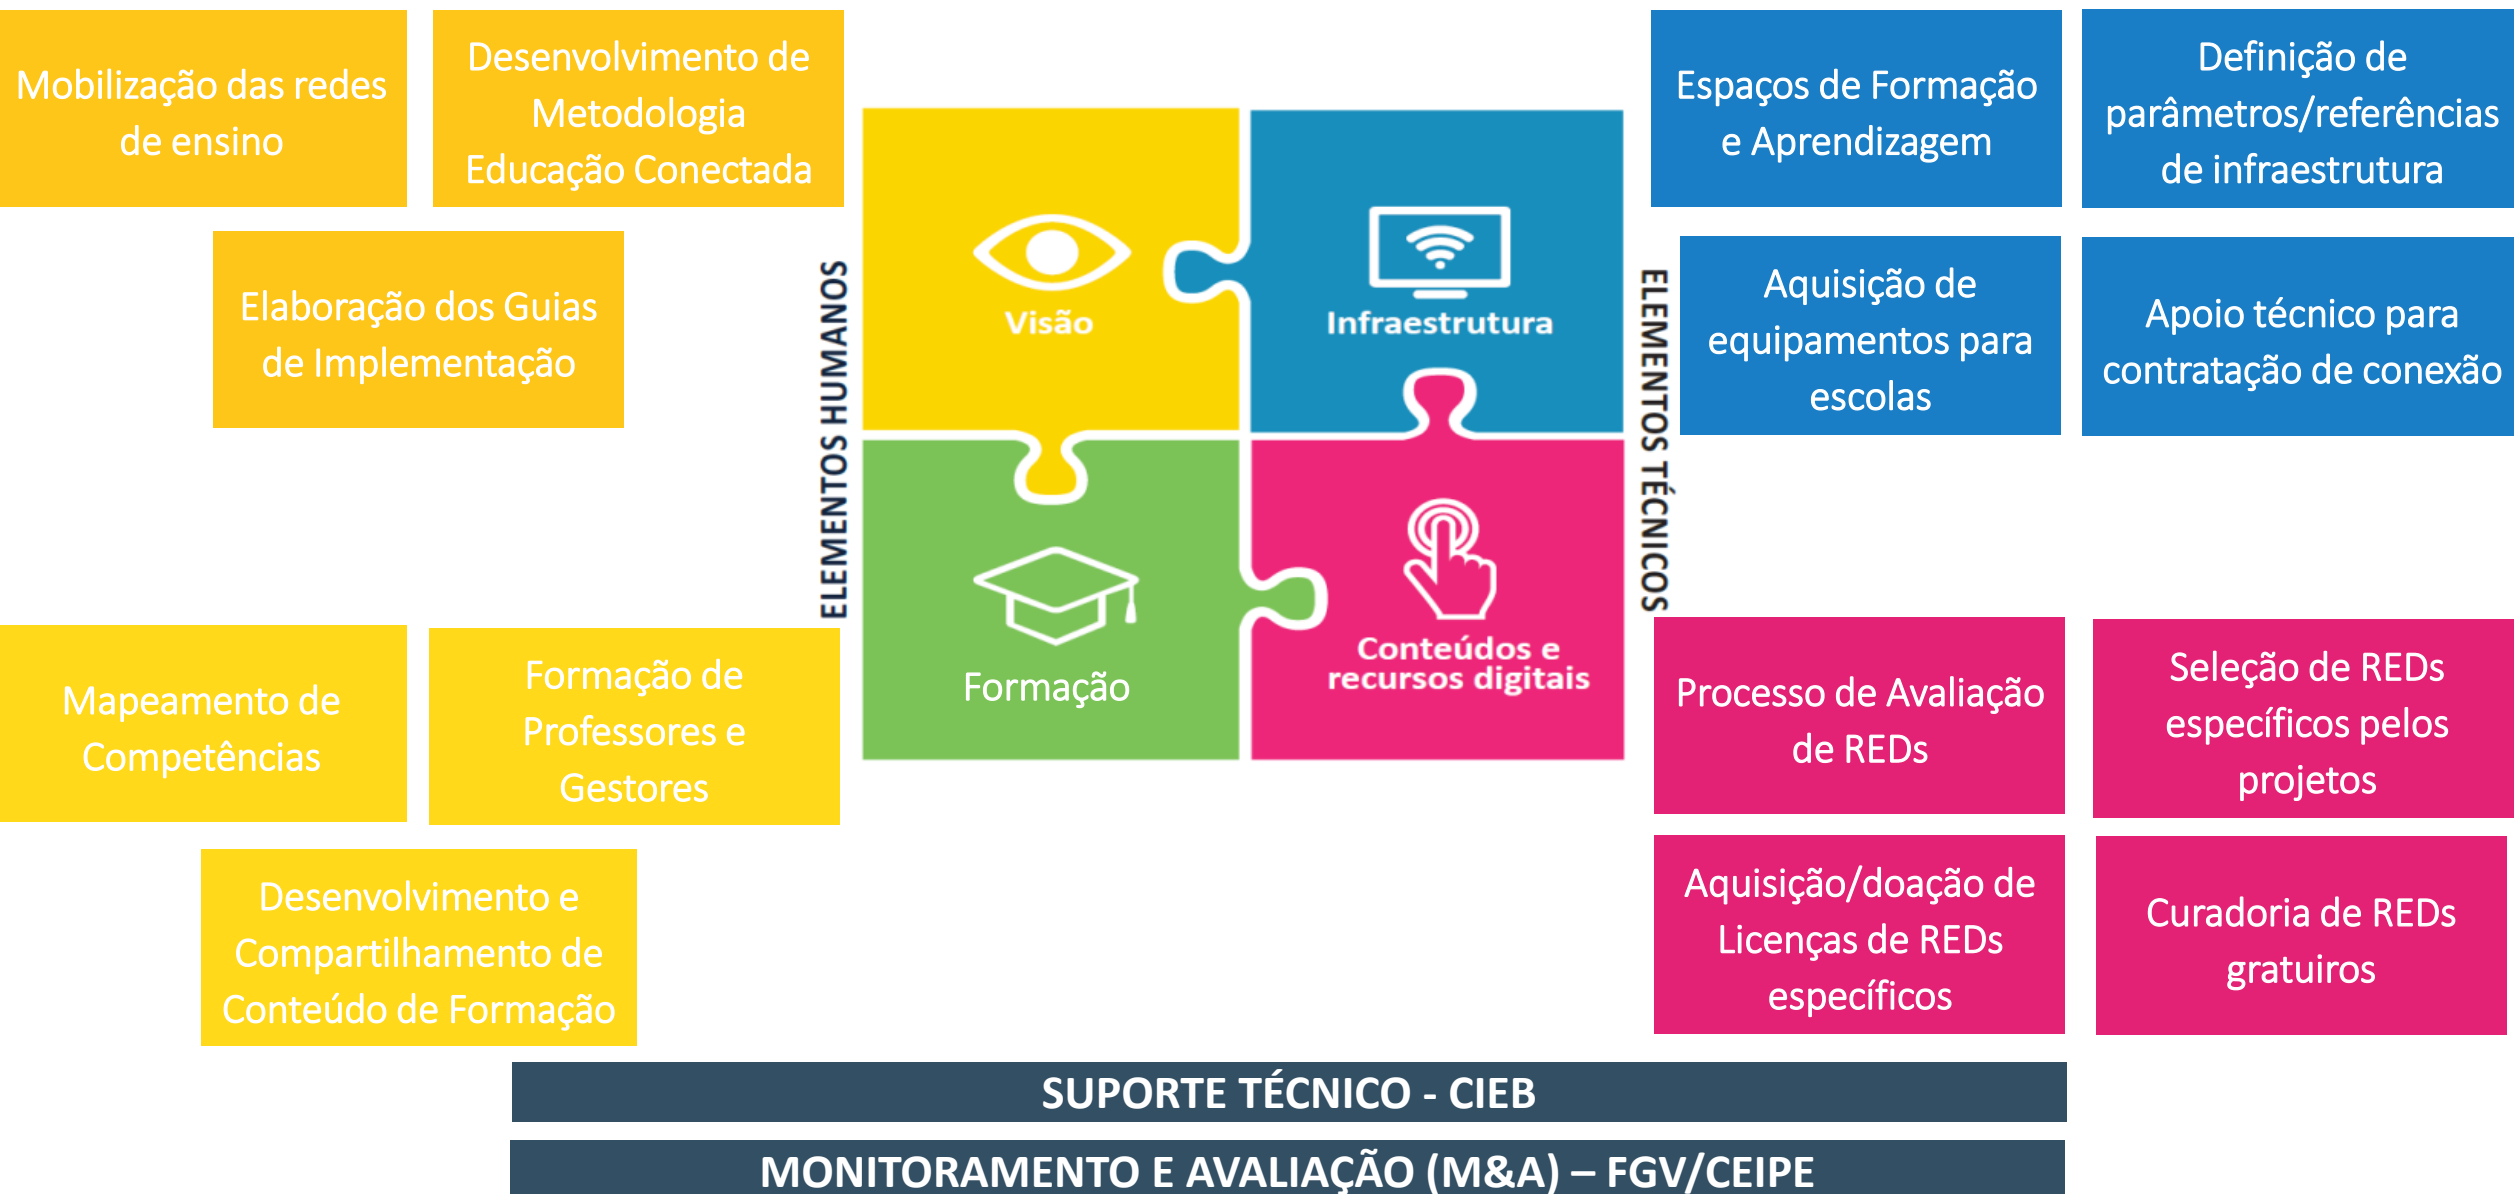 Mobilização das redes
de ensino
Desenvolvimento de
Metodologia
Educação Conectada
Elaboração dos Guias
de Implementação
ELEMENTOS HUMANOS
Visão
Infraestrutura
Formação
Conteúdos e
recursos digitais
ELEMENTOS TÉCNICOS
Espaços de Formação
e Aprendizagem
Definição de
parâmetros/referências
de infraestrutura
Aquisição de
equipamentos para
escolas
Apoio técnico para
contratação de conexão
Mapeamento de
Competências
Formação de
Professores e
Gestores
Desenvolvimento e
Compartilhamento de
Conteúdo de Formação
Processo de Avaliação
de REDs
Seleção de REDs
específicos pelos
projetos
Aquisição/doação de
Licenças de REDs
específicos
Curadoria de REDs
gratuiros
SUPORTE TÉCNICO - CIEB
MONITORAMENTO E AVALIAÇÃO (M&A) – FGV/CEIPE